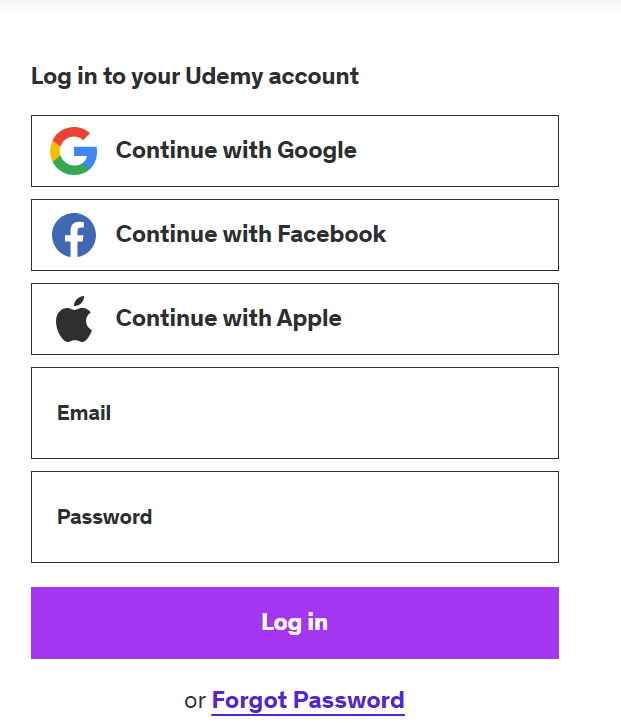 Log in to your Udemy account
Continue with Google
Continue with Facebook
Continue with Apple
Email
Password
Log in
or Forgot Password